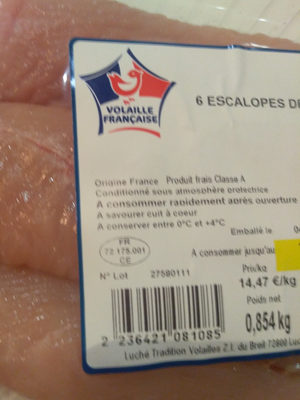 VOLAILLE
FRANÇAISE
6 ESCALOPES DE
Origine France Produit frais Classe A
Conditionné sous atmosphère protectrice
A consommer rapidement après ouverture
A savourer cuit à coeur
A conserver entre 0°C et +4°C
Emballé le
FR
72.175.001
CE
A consommer jusqu'au
N° Lot 27580111
Prix/kg
14,47 €/kg
Poids net
0,854 kg
2 236421 081085
Luché Tradition Volailles Z.I. du Breil 72800 Luc